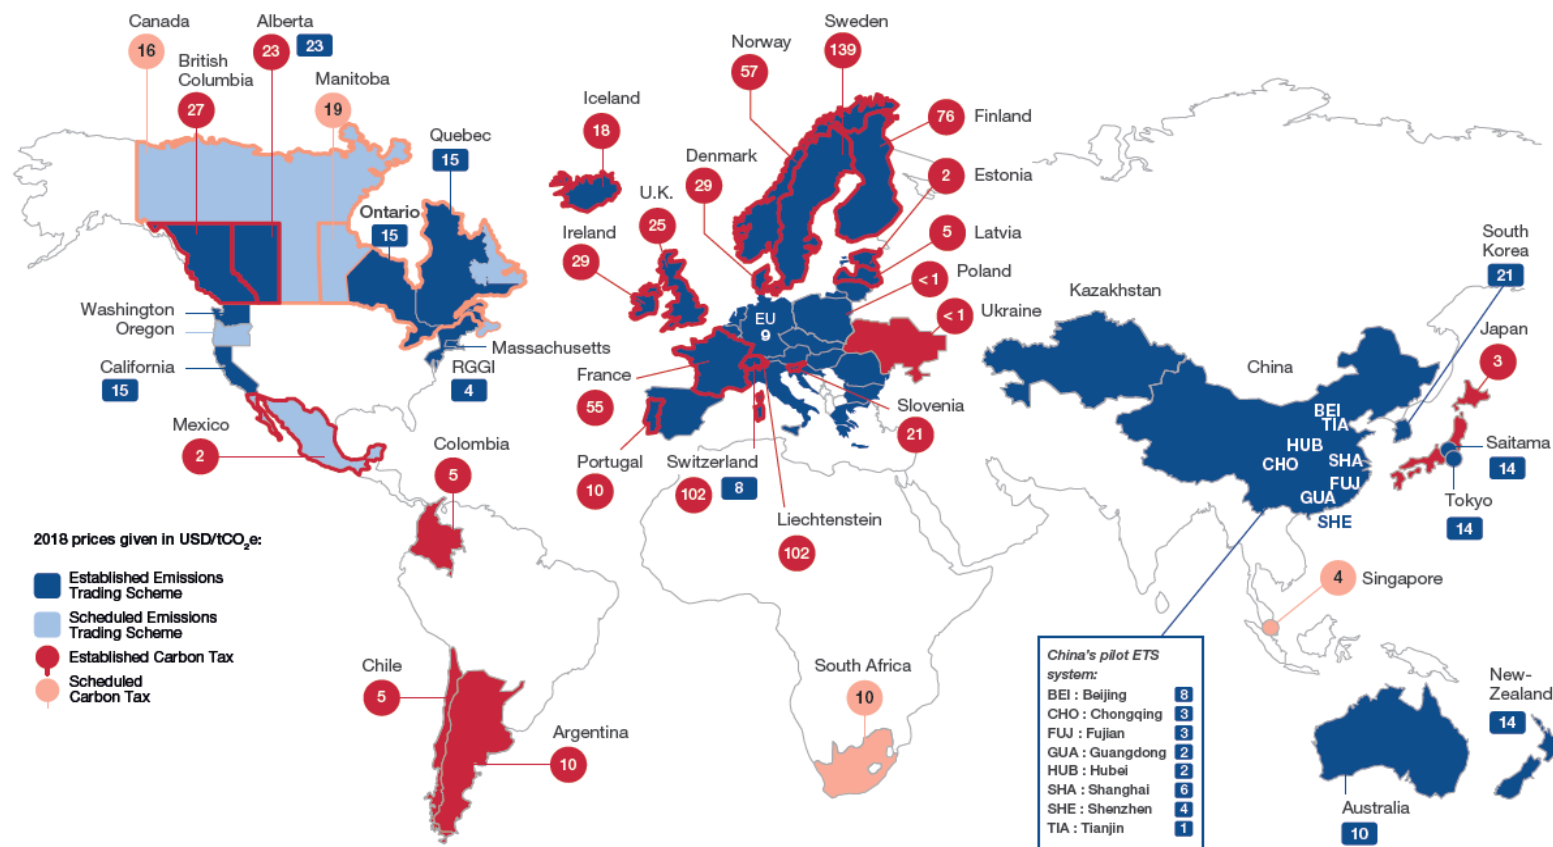 Canada
16
Alberta
23
23
British
Columbia
27
Manitoba
19
Quebec
15
Ontario
15
Washington
Oregon
California
15
Massachusetts
RGGI
4
Mexico
2
Colombia
5
Chile
5
Argentina
10
2018 prices given in USD/tCO2e:
Established Emissions
Trading Scheme
Scheduled Emissions
Trading Scheme
Established Carbon Tax
Scheduled
Carbon Tax
Iceland
18
Norway
57
Sweden
139
Finland
76
Denmark
29
Estonia
2
U.K.
25
Ireland
29
Latvia
5
Poland
< 1
Ukraine
< 1
EU
9
France
55
Slovenia
21
Portugal
10
Switzerland
102
8
Liechtenstein
102
South Africa
10
Kazakhstan
China
BEI
TIA
HUB
CHO
SHA
FUJ
GUA
SHE
South
Korea
21
Japan
3
Saitama
14
Tokyo
14
4
Singapore
China's pilot ETS
system:
BEI : Beijing 8
CHO : Chongqing 3
FUJ : Fujian 3
GUA : Guangdong 2
HUB : Hubei 2
SHA : Shanghai 6
SHE : Shenzhen 4
TIA : Tianjin 1
New-
Zealand
14
Australia
10